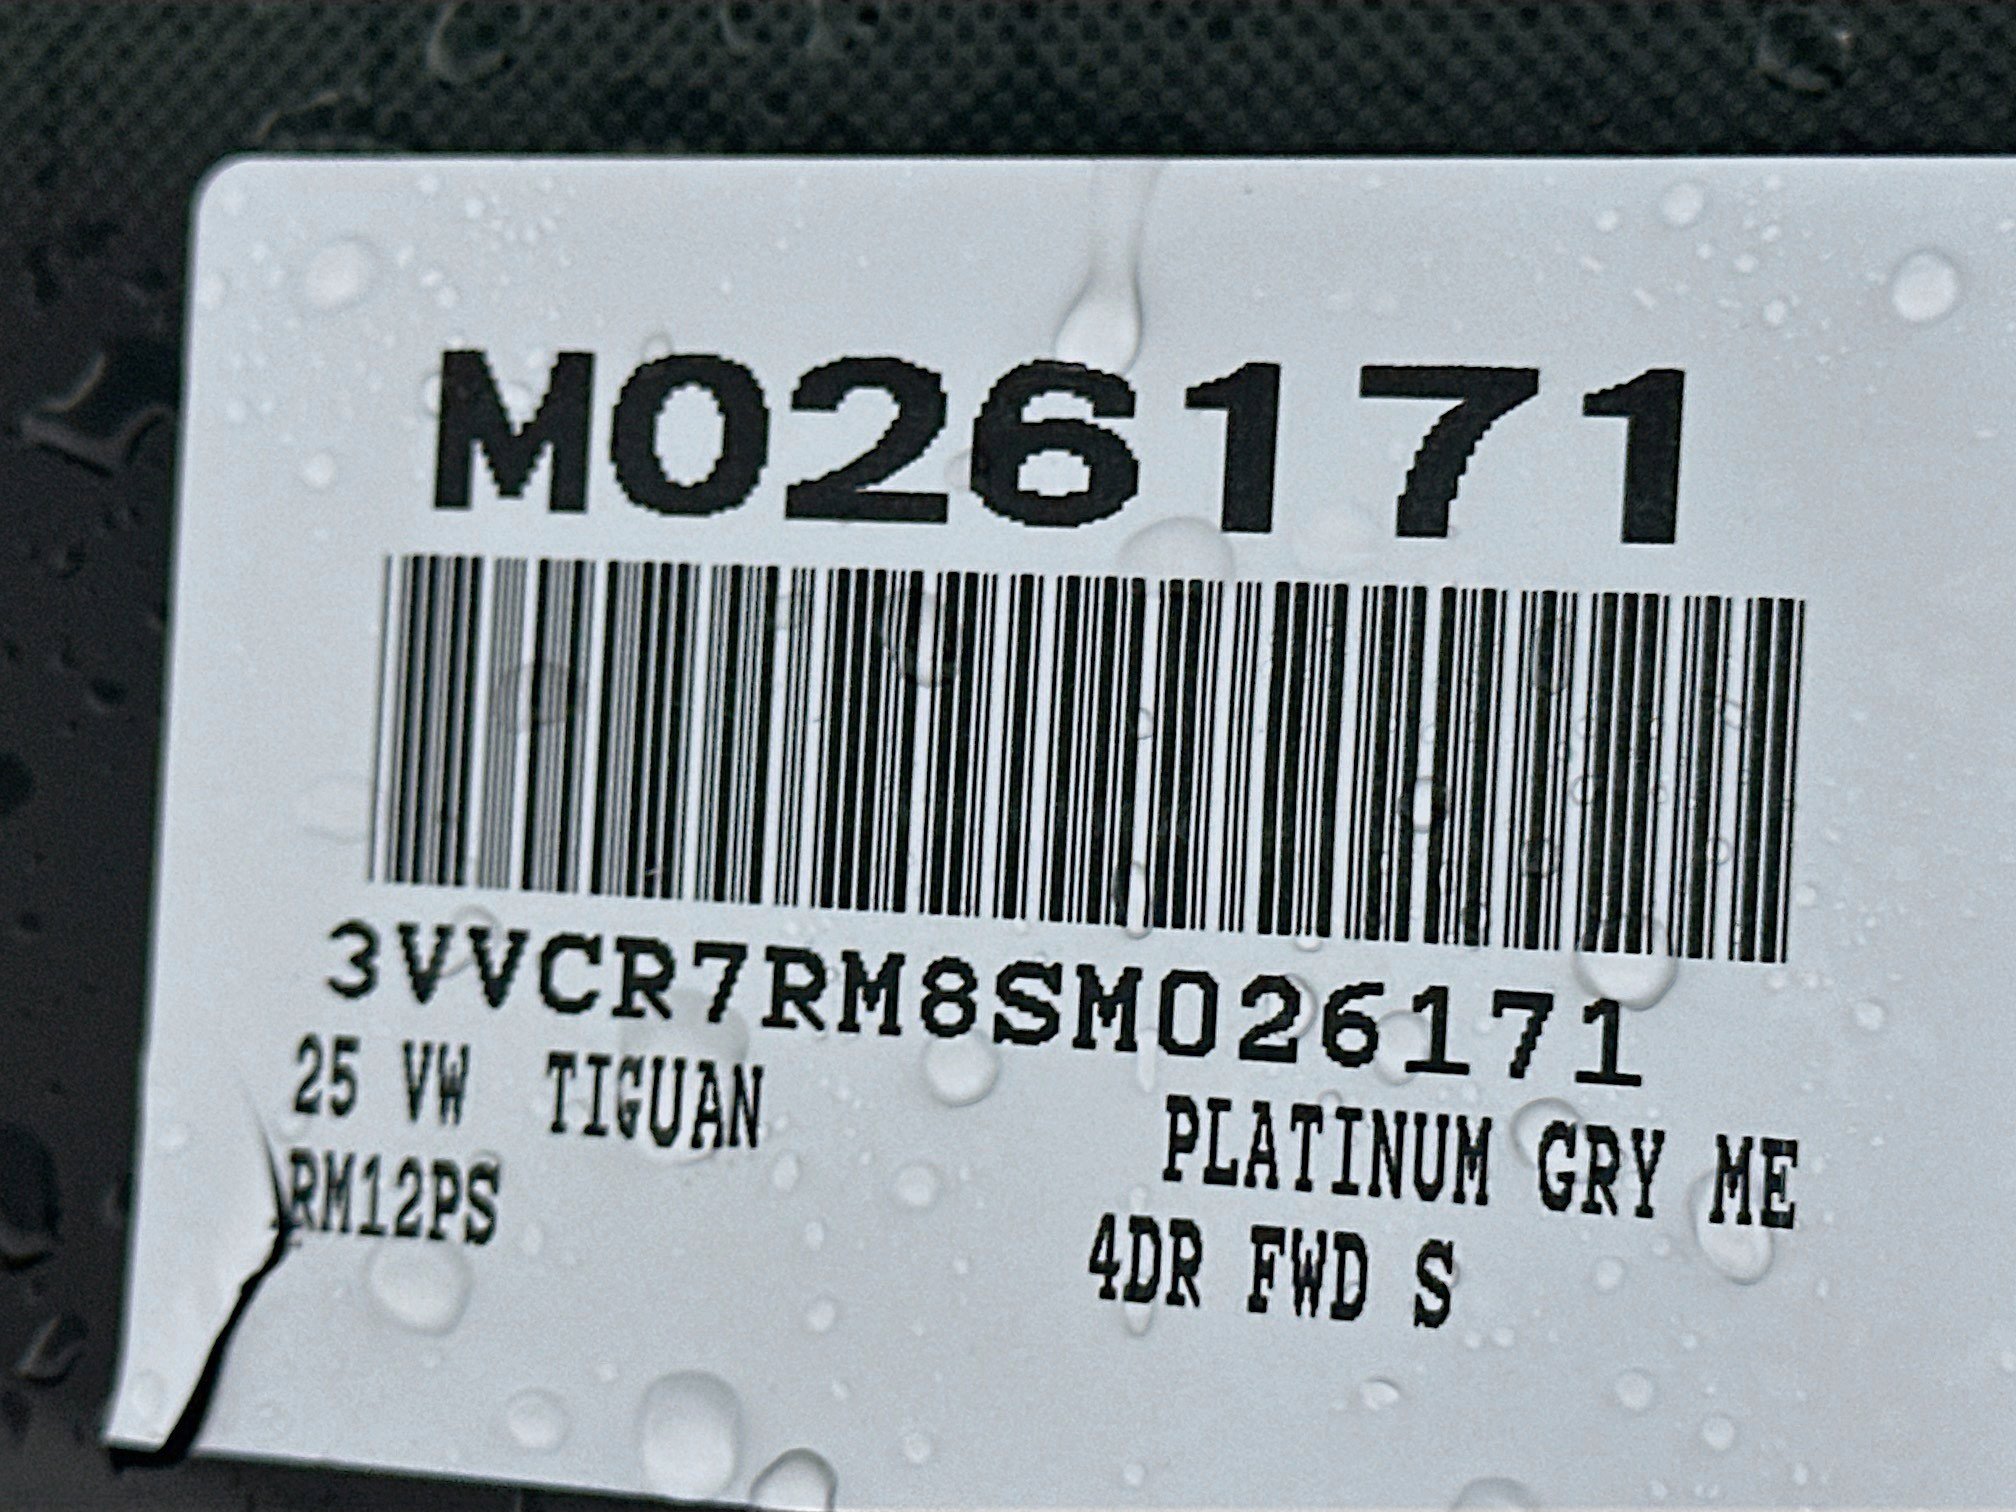 M026171
3VVCR7RM8SM026171
25 VW TIGUAN PLATINUM GRY ME
RM12PS 4DR FWD S